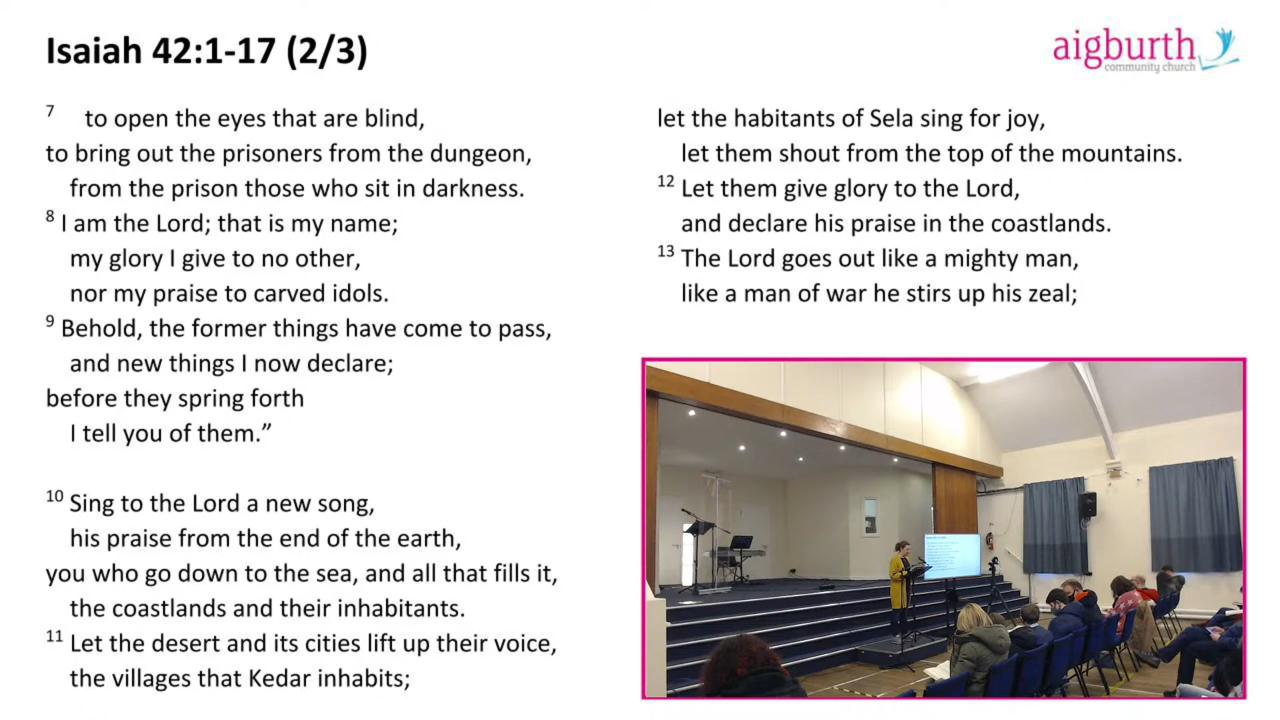 Isaiah 42:1-17 (2/3)
aigburth
community church
7 to open the eyes that are blind,
to bring out the prisoners from the dungeon,
from the prison those who sit in darkness.
8 I am the Lord; that is my name;
my glory I give to no other,
nor my praise to carved idols.
9 Behold, the former things have come to pass,
and new things I now declare;
before they spring forth
I tell you of them.”
10 Sing to the Lord a new song,
his praise from the end of the earth,
you who go down to the sea, and all that fills it,
the coastlands and their inhabitants.
11 Let the desert and its cities lift up their voice,
the villages that Kedar inhabits;
let the habitants of Sela sing for joy,
let them shout from the top of the mountains.
12 Let them give glory to the Lord,
and declare his praise in the coastlands.
13 The Lord goes out like a mighty man,
like a man of war he stirs up his zeal;